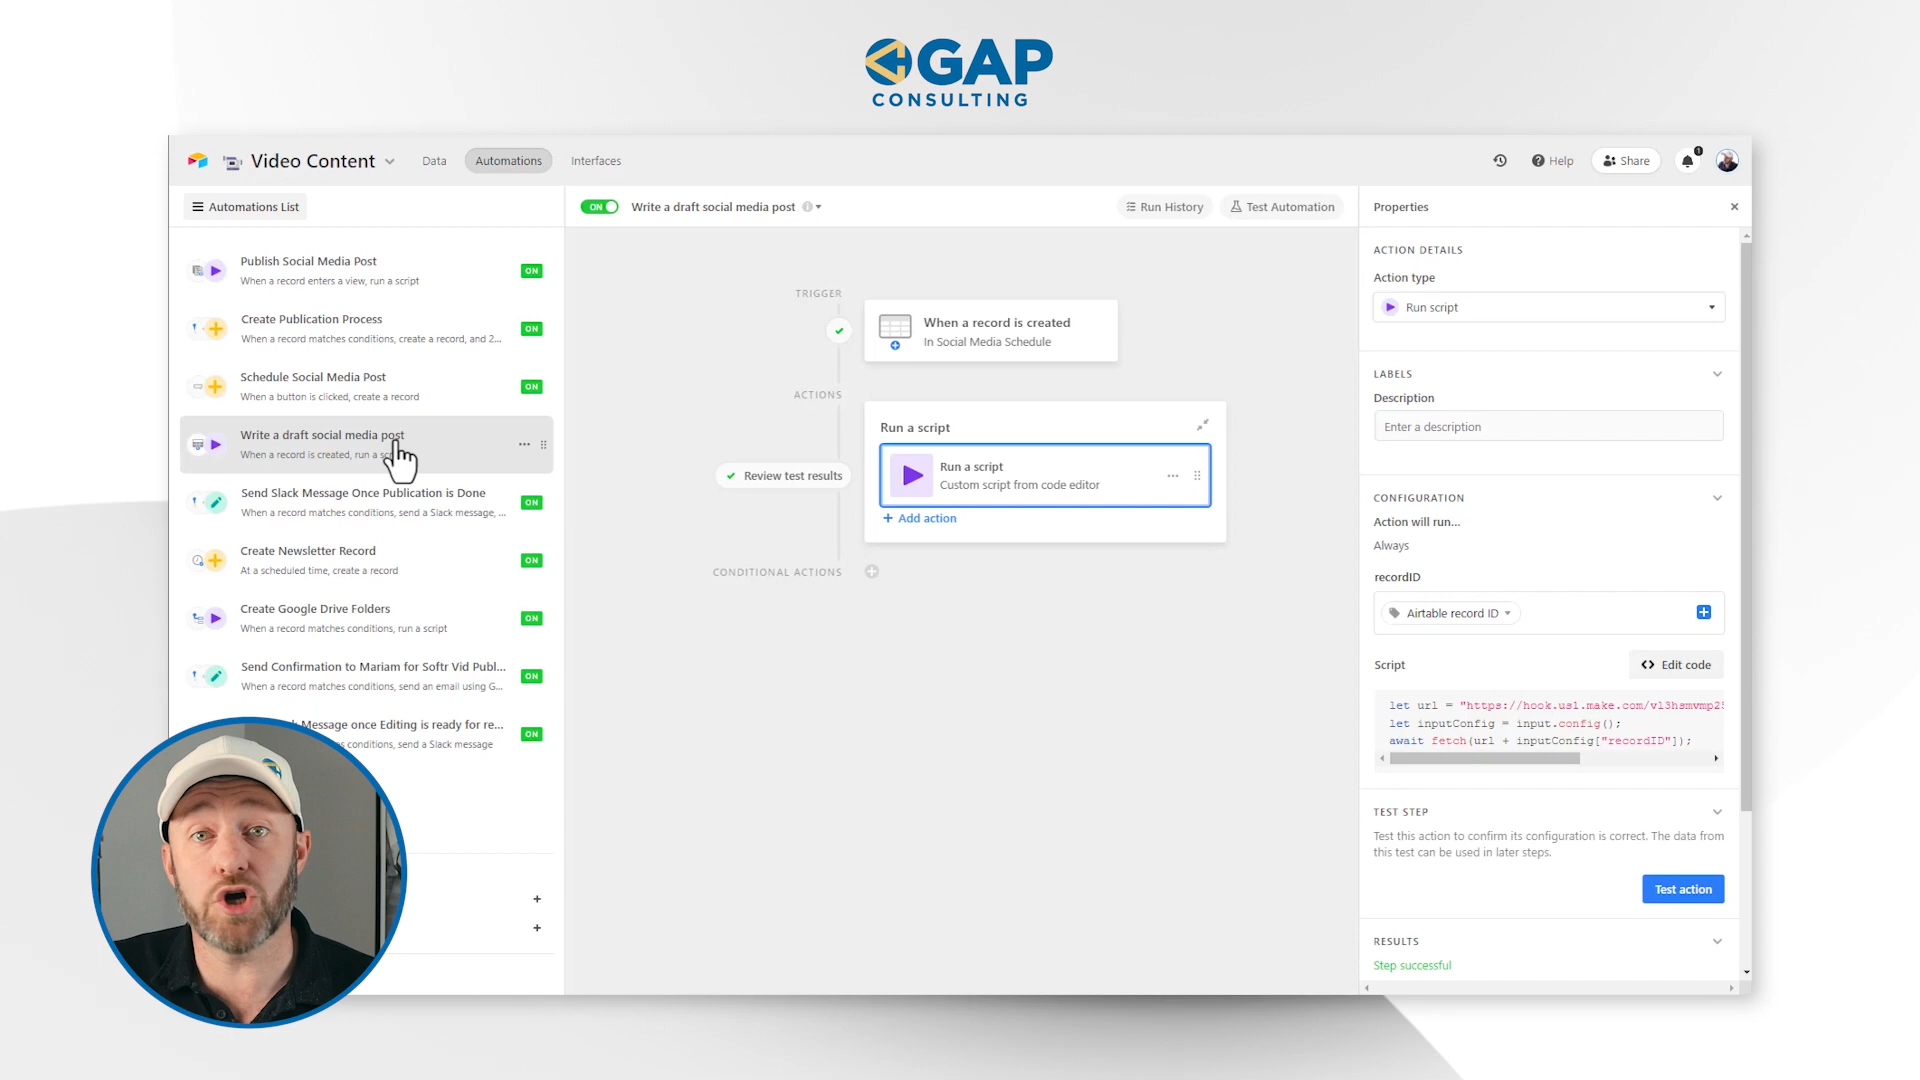 GAP
CONSULTING
Video Content
Data
Automations
Interfaces
Help
Share
1
Automations List
Publish Social Media Post
When a record enters a view, run a script
ON
Create Publication Process
When a record matches conditions, create a record, and 2...
ON
Schedule Social Media Post
When a button is clicked, create a record
ON
Write a draft social media post
When a record is created, run a
Send Slack Message Once Publication is Done
When a record matches conditions, send a Slack message, ...
ON
Create Newsletter Record
At a scheduled time, create a record
ON
Create Google Drive Folders
When a record matches conditions, run a script
ON
Send Confirmation to Mariam for Softr Vid Publ...
When a record matches conditions, send an email using G...
ON
Message once Editing is ready for re...
conditions, send a Slack message
ON
ON
Write a draft social media post
Run History
Test Automation
TRIGGER
When a record is created
In Social Media Schedule
ACTIONS
Run a script
Run a script
Custom script from code editor
Review test results
+ Add action
CONDITIONAL ACTIONS
Properties
ACTION DETAILS
Action type
Run script
LABELS
Description
Enter a description
CONFIGURATION
Action will run...
Always
recordID
Airtable record ID
Script
Edit code
let url = "https://hook.us1.make.com/vl3hsmvmp25
let inputConfig = input.config();
await fetch(url + inputConfig["recordID"]);
TEST STEP
Test this action to confirm its configuration is correct. The data from
this test can be used in later steps.
Test action
RESULTS
Step successful